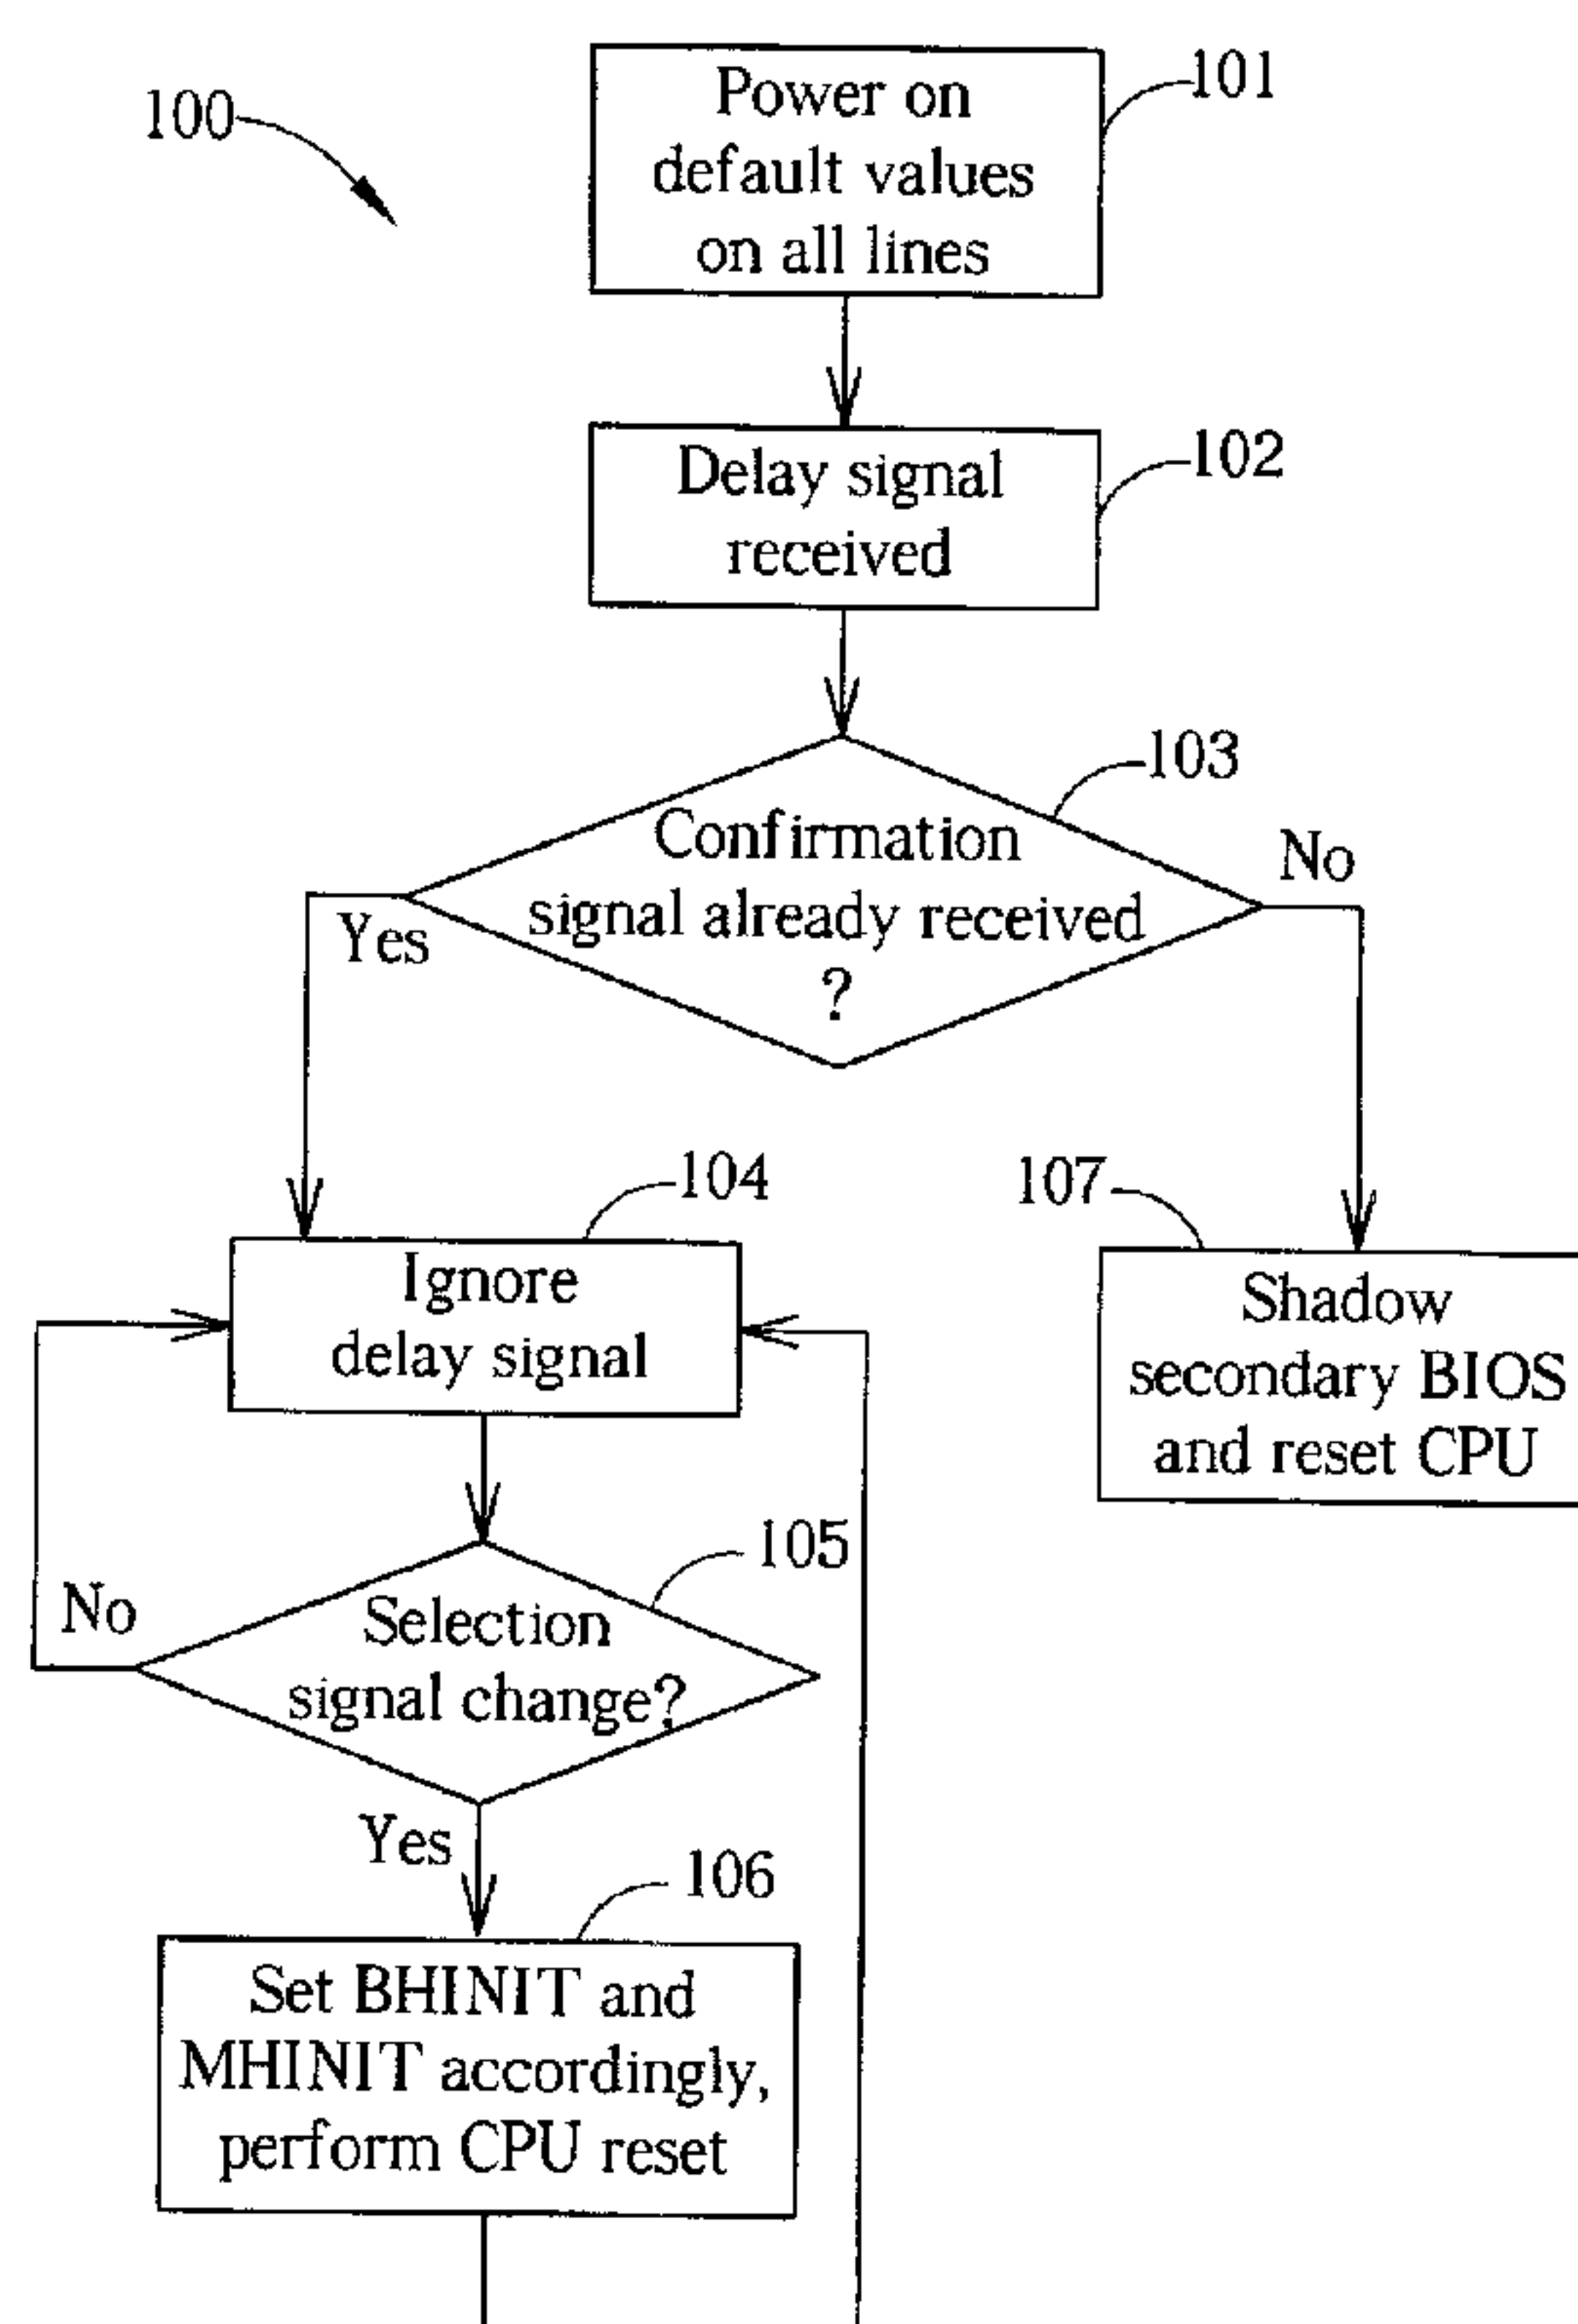 100
Power on
default values
on all lines
101
Delay signal
received
102
103
Confirmation
signal already received
?
Yes
No
104
Ignore
delay signal
107
Shadow
secondary BIOS
and reset CPU
105
Selection
signal change?
No
Yes
106
Set BHINIT and
MHINIT accordingly,
perform CPU reset